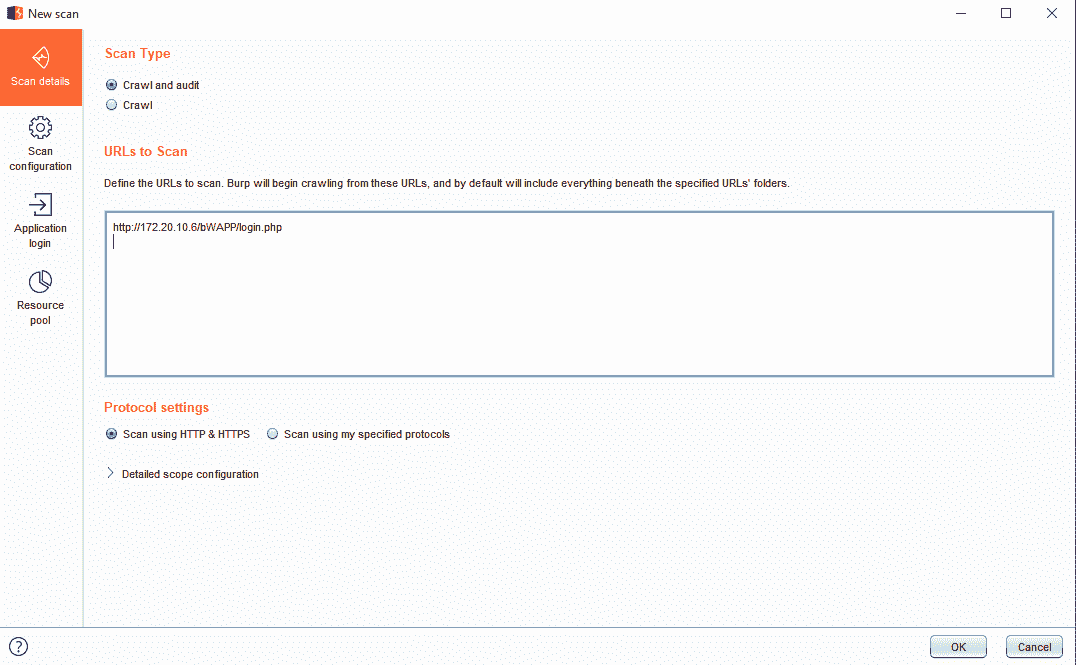 New scan
Scan details
Scan
configuration
Application
login
Resource
pool
Scan Type
Crawl and audit
Crawl
URLs to Scan
Define the URLs to scan. Burp will begin crawling from these URLs, and by default will include everything beneath the specified URLs' folders.
http://172.20.10.6/bWAPP/login.php
Protocol settings
Scan using HTTP & HTTPS Scan using my specified protocols
Detailed scope configuration
?
OK Cancel